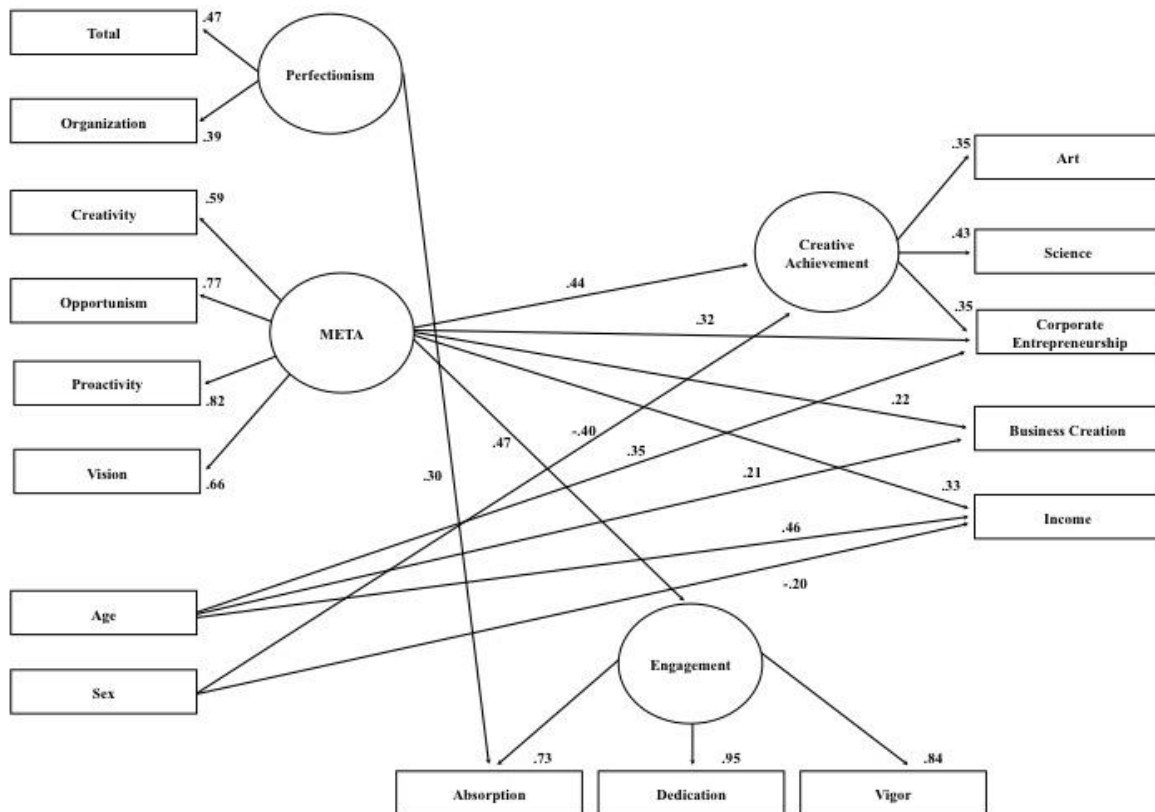 .47
Total
Perfectionism
Organization
.39
.35
Art
.59
Creativity
Creative
Achievement
.43
Science
.77
Opportunism
.44
META
.32
.35
Corporate
Entrepreneurship
Proactivity
.82
.22
Business Creation
-.40
.47
.35
.21
Vision
.66
.30
.33
Income
.46
-.20
Age
Engagement
Sex
.73
.95
.84
Absorption
Dedication
Vigor